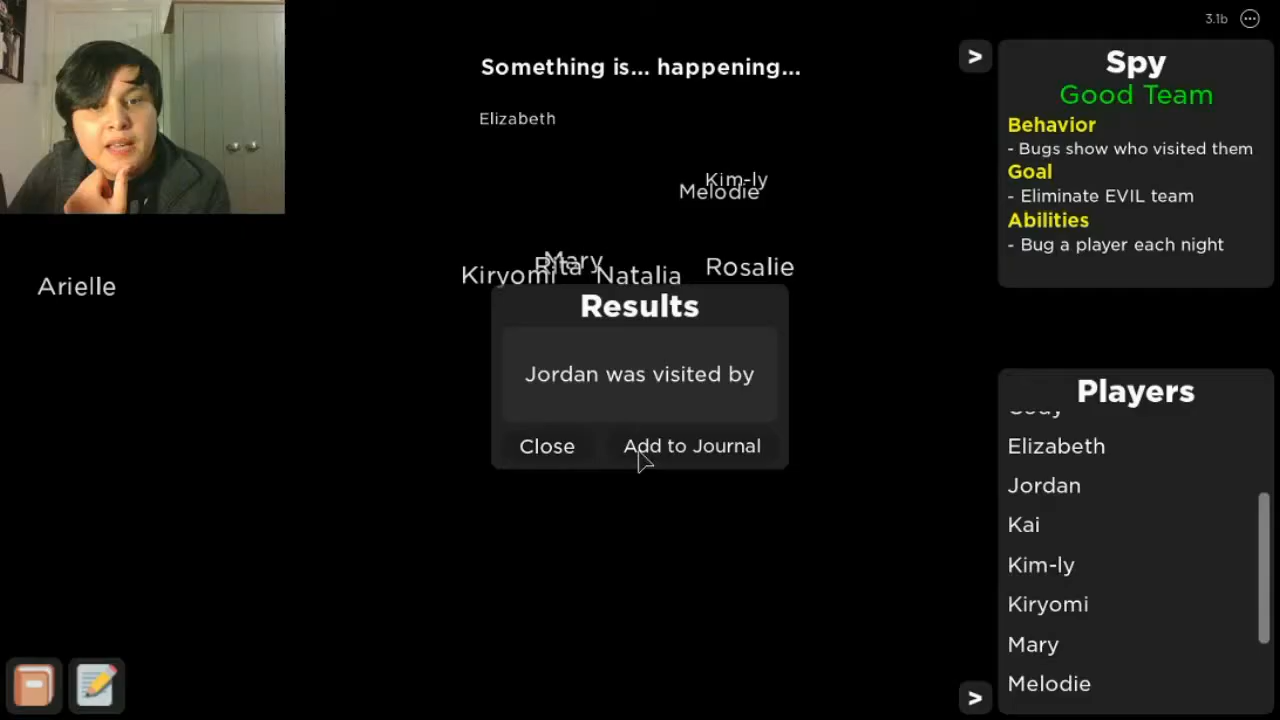 3.1b
Something is... happening...
Elizabeth
Kim-ly
Melodie
Mary
Rita
Kiryomi
Natalia
Rosalie
Arielle
Results
Jordan was visited by
Close
Add to Journal
>
Spy
Good Team
Behavior
- Bugs show who visited them
Goal
- Eliminate EVIL team
Abilities
- Bug a player each night
Players
Elizabeth
Jordan
Kai
Kim-ly
Kiryomi
Mary
Melodie
>